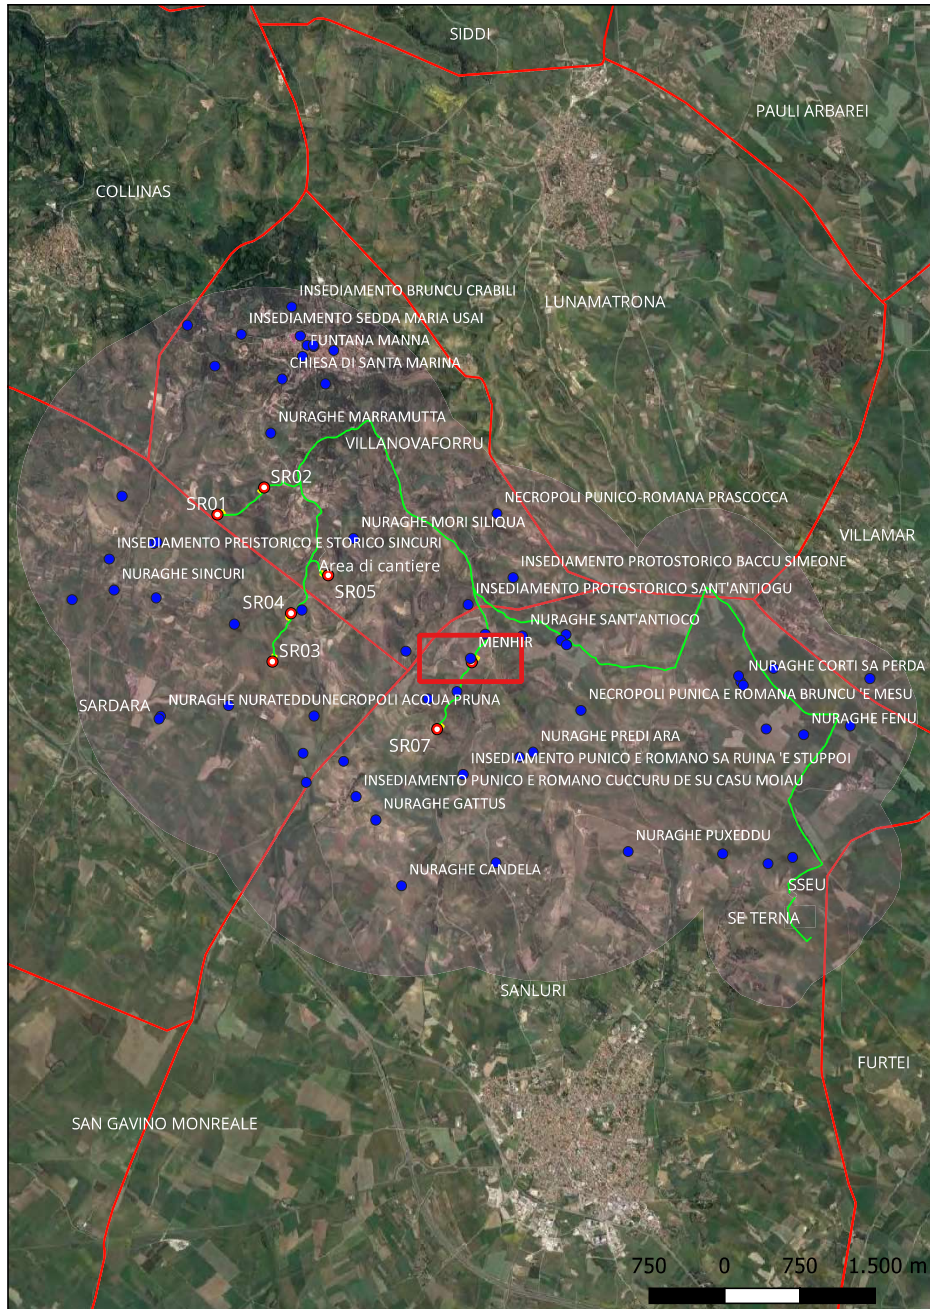 SIDDI
PAULI ARBAREI
COLLINAS
INSEDIAMENTO BRUNCU CRABILI
LUNAMATRONA
INSEDIAMENTO SEDDA MARIA USAI
FUNTANA MANNA
CHIESA DI SANTA MARINA
NURAGHE MARRAMUTTA
VILLANOVAFORRU
SR02
SR01
NECROPOLI PUNICO-ROMANA PRASCOCCA
NURAGHE MORI SILIQUA
VILLAMAR
INSEDIAMENTO PREISTORICO E STORICO SINCURI
INSEDIAMENTO PROTOSTORICO BACCU SIMEONE
Area di cantiere
NURAGHE SINCURI
INSEDIAMENTO PROTOSTORICO SANT'ANTIOGU
SR05
SR04
NURAGHE SANT'ANTIOCO
MENHIR
SR03
NURAGHE CORTI SA PERDA
NECROPOLI PUNICA E ROMANA BRUNCU 'E MESU
SARDARA
NURAGHE NURATEDDU
NECROPOLI ACQUA PRUNA
NURAGHE FENU
SR07
NURAGHE PREDI ARA
INSEDIAMENTO PUNICO E ROMANO SA RUINA 'E STUPPOI
INSEDIAMENTO PUNICO E ROMANO CUCCURU DE SU CASU MOIAU
NURAGHE GATTUS
NURAGHE PUXEDDU
NURAGHE CANDELA
SSEU
SE TERNA
SANLURI
FURTEI
SAN GAVINO MONREALE
750 0 750 1.500 m